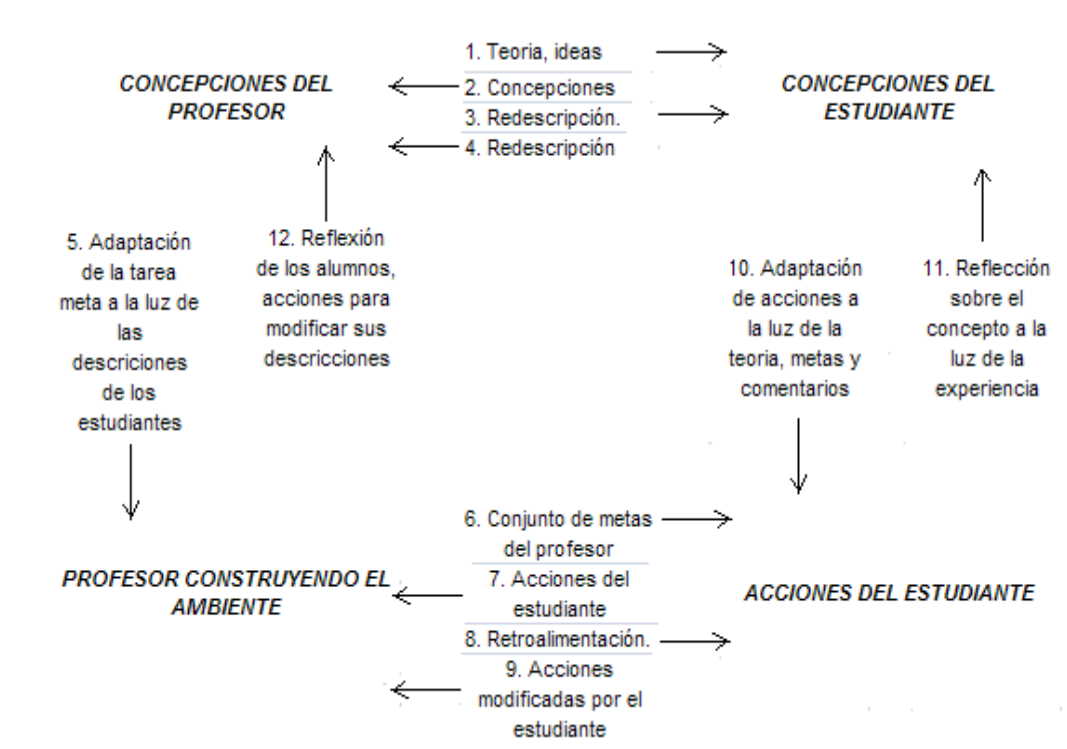 1. Teoria, ideas
CONCEPCIONES DEL
PROFESOR
2. Concepciones
3. Redescripción.
4. Redescripción
CONCEPCIONES DEL
ESTUDIANTE
5. Adaptación
de la tarea
meta a la luz de
las
descriciones
de los
estudiantes
12. Reflexión
de los alumnos,
acciones para
modificar sus
descricciones
10. Adaptación
de acciones a
la luz de la
teoria, metas y
comentarios
11. Reflección
sobre el
concepto a la
luz de la
experiencia
6. Conjunto de metas
del profesor
7. Acciones del
estudiante
8. Retroalimentación.
9. Acciones
modificadas por el
estudiante
PROFESOR CONSTRUYENDO EL
AMBIENTE
ACCIONES DEL ESTUDIANTE